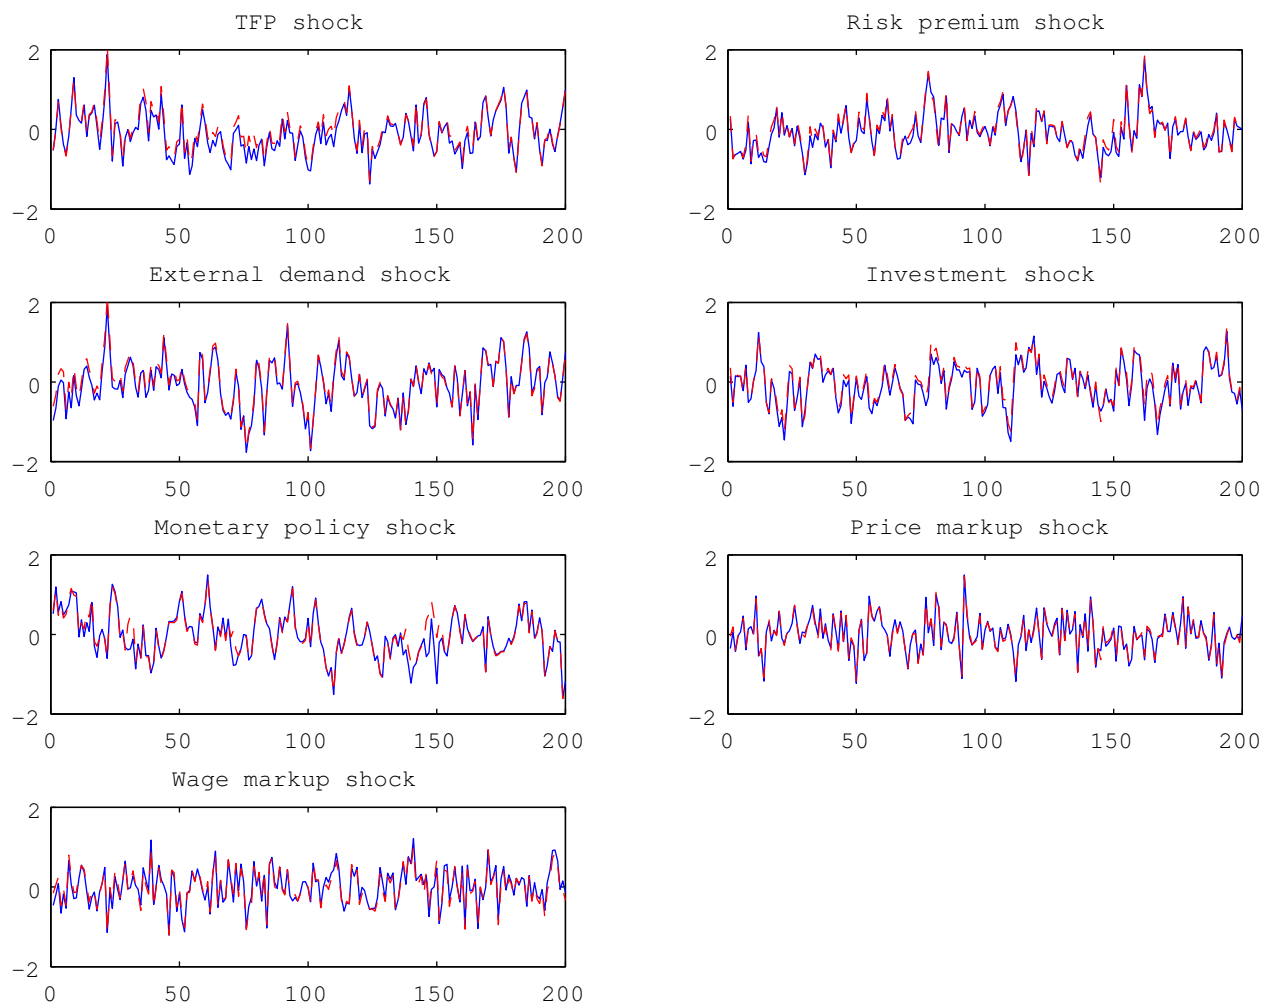 TFP shock
2
0
−2
0 50 100 150 200
Risk premium shock
2
0
−2
0 50 100 150 200
External demand shock
2
0
−2
0 50 100 150 200
Investment shock
2
0
−2
0 50 100 150 200
Monetary policy shock
2
0
−2
0 50 100 150 200
Price markup shock
2
0
−2
0 50 100 150 200
Wage markup shock
2
0
−2
0 50 100 150 200